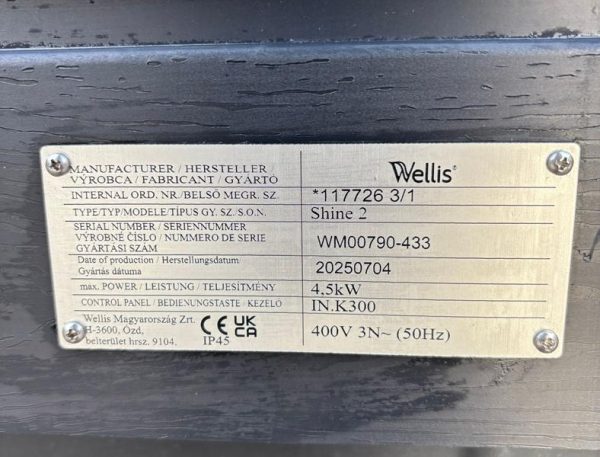 MANUFACTURER / HERSTELLER /
VÝROBCA / FABRICANT / GYÁRTÓ
Wellis®
INTERNAL ORD. NR./BELSŐ MEGR. SZ.
*117726 3/1
TYPE/TYP/MODELE/TÍPUS GY. SZ./S.O.N.
Shine 2
SERIAL NUMBER / SERIENNUMMER
VÝROBNÉ ČÍSLO / NUMMERO DE SERIE
GYÁRTÁSI SZÁM
WM00790-433
Date of production / Herstellungsdatum
Gyártás dátuma
20250704
max. POWER / LEISTUNG / TELJESÍTMÉNY
4,5kW
CONTROL PANEL / BEDIENUNGSTASTE / KEZELŐ
IN.K300
Wellis Magyarország Zrt.
H-3600, Ózd,
belterület hrsz. 9104.
CE UK CA
IP45
400V 3N~ (50Hz)